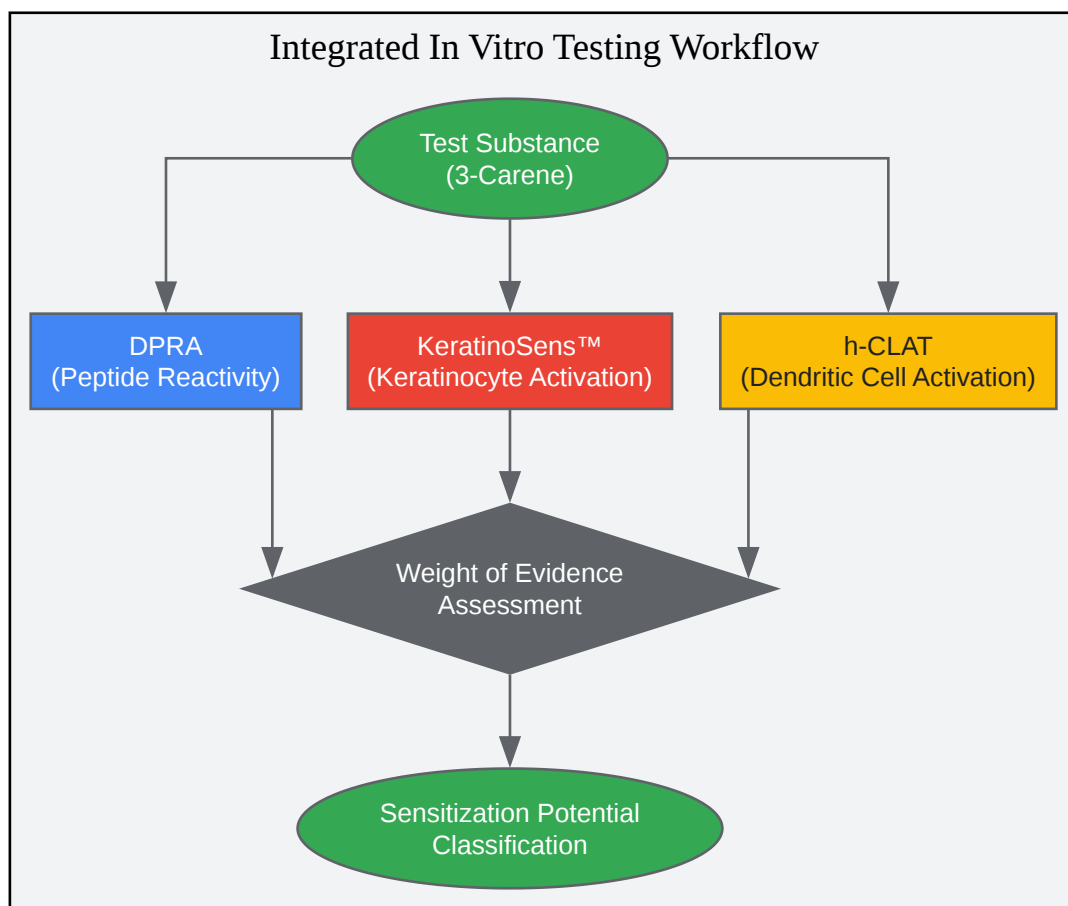 Integrated In Vitro Testing Workflow
Test Substance
(3-Carene)
DPRA
(Peptide Reactivity)
KeratinoSens™
(Keratinocyte Activation)
h-CLAT
(Dendritic Cell Activation)
Weight of Evidence
Assessment
Sensitization Potential
Classification